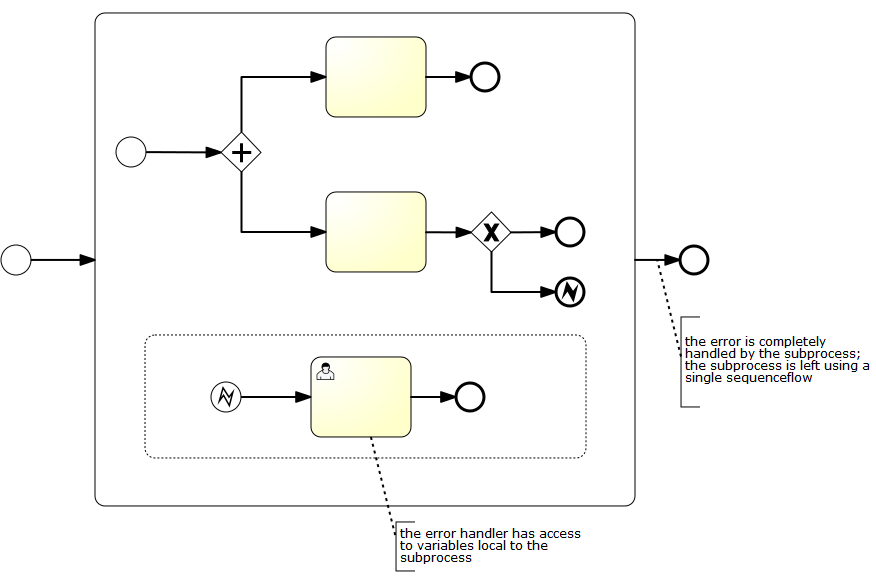 the error is completely
handled by the subprocess;
the subprocess is left using a
single sequenceflow
the error handler has access
to variables local to the
subprocess